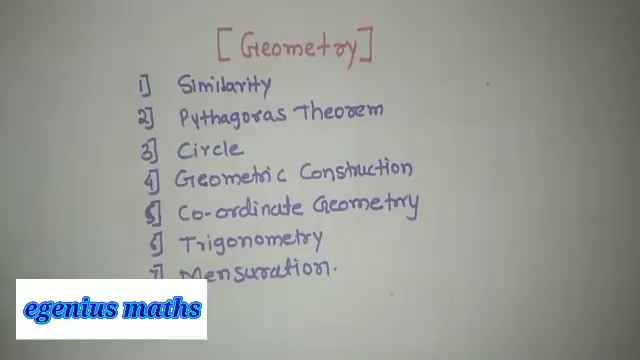 [Geometry]
1] Similarity
2] Pythagoras Theorem
3] Circle
4] Geometric Construction
5] Co-ordinate Geometry
6] Trigonometry
7] Mensuration.
egenius maths